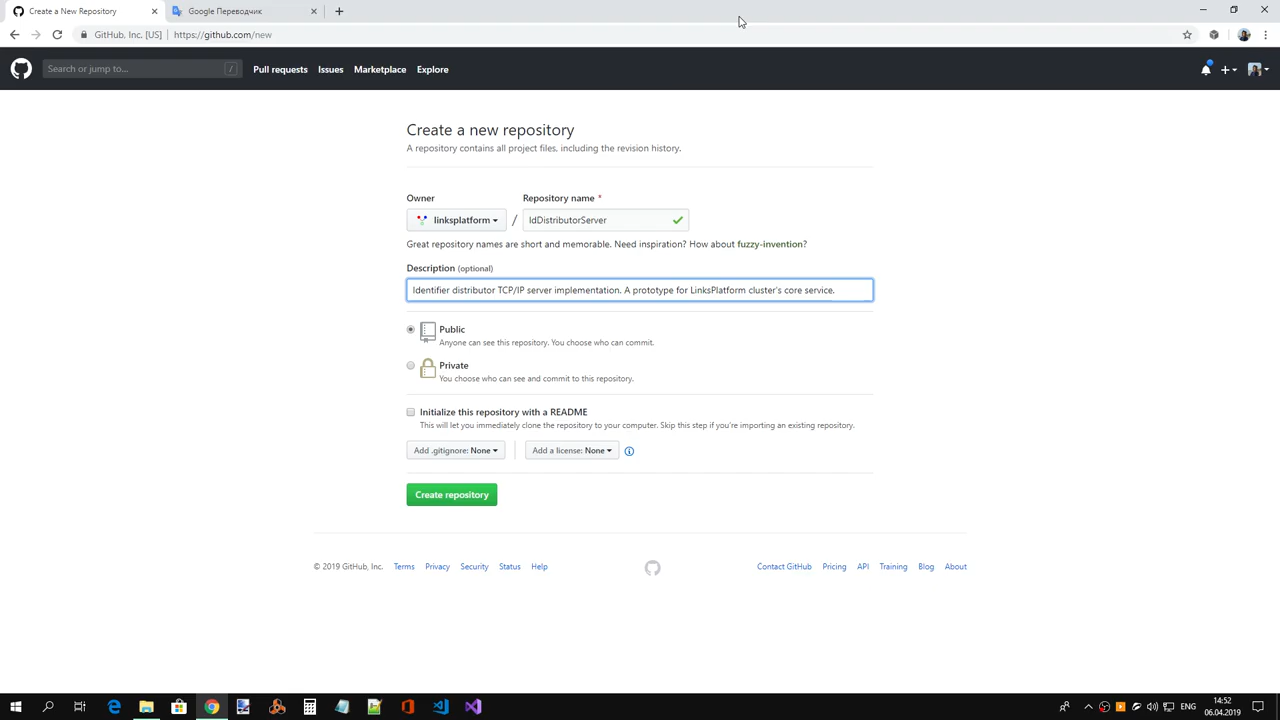 Create a New Repository
Google Переводчик
GitHub, Inc. [US] | https://github.com/new
Search or jump to... /
Pull requests Issues Marketplace Explore
Create a new repository
A repository contains all project files, including the revision history.
Owner Repository name *
linksplatform / IdDistributorServer
Great repository names are short and memorable. Need inspiration? How about fuzzy-invention?
Description (optional)
Identifier distributor TCP/IP server implementation. A prototype for LinksPlatform cluster's core service.
Public
Anyone can see this repository. You choose who can commit.
Private
You choose who can see and commit to this repository.
Initialize this repository with a README
This will let you immediately clone the repository to your computer. Skip this step if you're importing an existing repository.
Add .gitignore: None Add a license: None
Create repository
© 2019 GitHub, Inc. Terms Privacy Security Status Help Contact GitHub Pricing API Training Blog About
ENG
14:52
06.04.2019